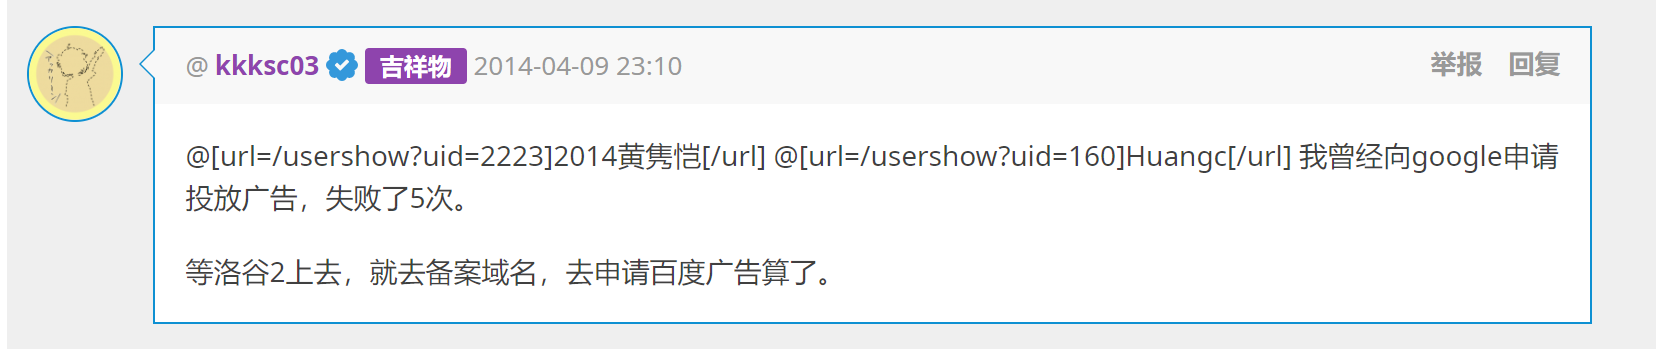 @ kkksc03 吉祥物 2014-04-09 23:10 举报 回复
@[url=/usershow?uid=2223]2014黄隽恺[/url] @[url=/usershow?uid=160]Huangc[/url] 我曾经向google申请
投放广告，失败了5次。
等洛谷2上去，就去备案域名，去申请百度广告算了。